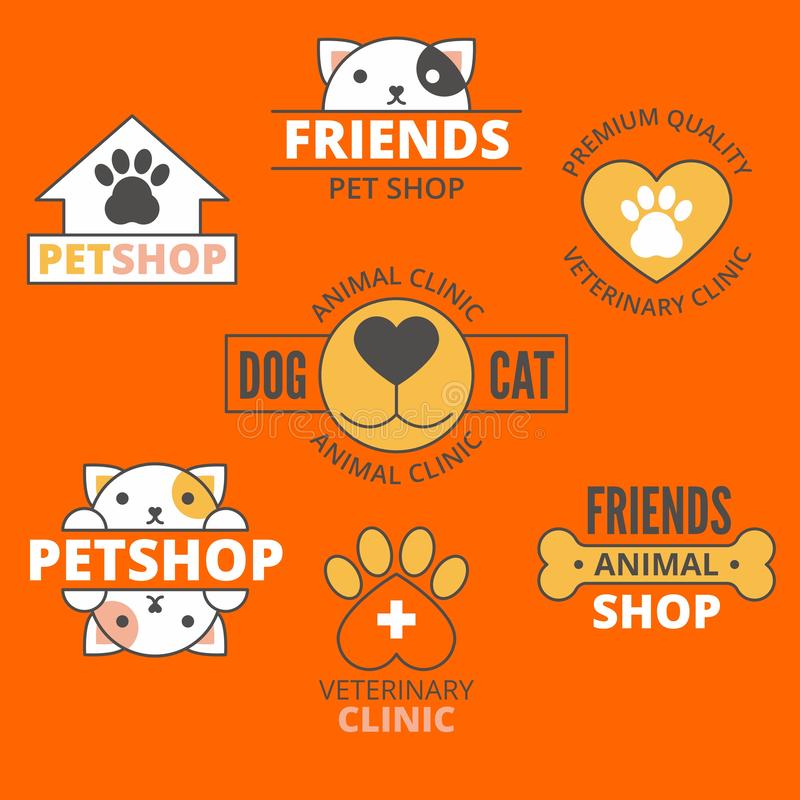 FRIENDS
PET SHOP
PETSHOP
PREMIUM QUALITY
VETERINARY CLINIC
ANIMAL CLINIC
DOG CAT
ANIMAL CLINIC
dreamstime.com
PETSHOP
FRIENDS
• ANIMAL •
SHOP
VETERINARY
CLINIC